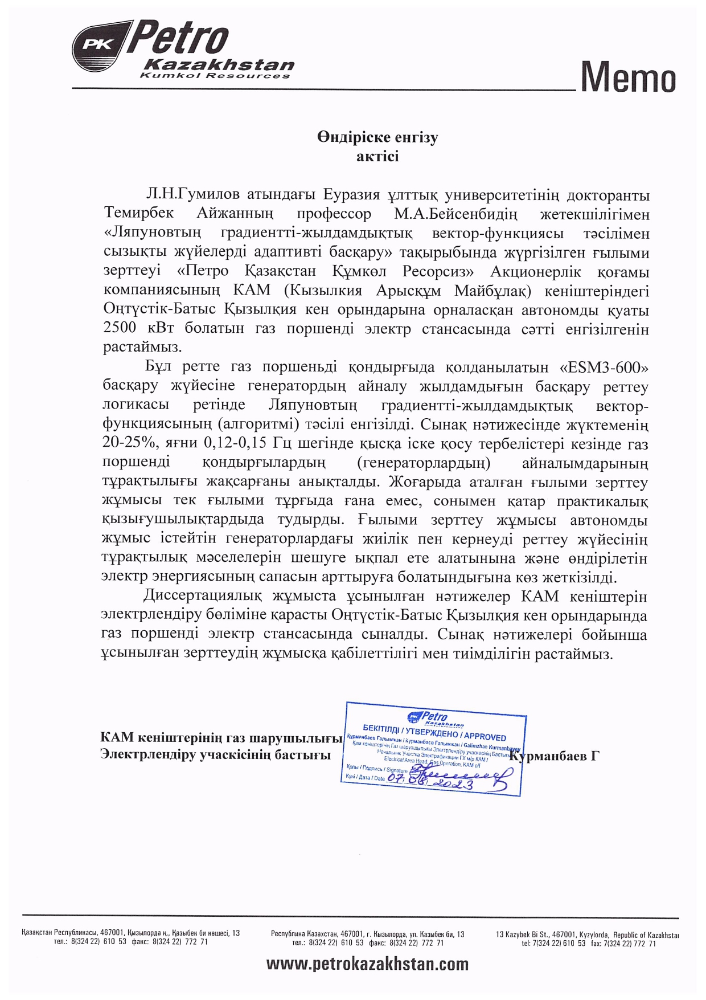 PK Petro
Kazakhstan
Kumkol Resources
Memo
Өндіріске енгізу
актісі
Л.Н.Гумилов атындағы Еуразия ұлттық университетінің докторанты
Темирбек Айжанның профессор М.А.Бейсенбидің жетекшілігімен
«Ляпуновтың градиентті-жылдамдықтық вектор-функциясы тәсілімен
сызықты жүйелерді адаптивті басқару» тақырыбында жүргізілген ғылыми
зерттеуі «Петро Қазақстан Құмкөл Ресорсиз» Акционерлік қоғамы
компаниясының КАМ (Кызылкия Арысқұм Майбұлақ) кеніштеріндегі
Оңтүстік-Батыс Қызылқия кен орындарына орналасқан автономды қуаты
2500 кВт болатын газ поршенді электр стансасында сәтті енгізілгенін
растаймыз.
Бұл ретте газ поршеньді қондырғыда қолданылатын «ESM3-600»
басқару жүйесіне генератордың айналу жылдамдығын басқару реттеу
логикасы ретінде Ляпуновтың градиентті-жылдамдықтық вектор-
функциясының (алгоритмі) тәсілі енгізілді. Сынақ нәтижесінде жүктеменің
20-25%, яғни 0,12-0,15 Гц шегінде қысқа іске қосу тербелістері кезінде газ
поршенді қондырғылардың (генераторлардың) айналымдарының
тұрақтылығы жақсарғаны анықталды. Жоғарыда аталған ғылыми зерттеу
жұмысы тек ғылыми тұрғыда ғана емес, сонымен қатар практикалық
қызығушылықтардыда тудырды. Ғылыми зерттеу жұмысы автономды
жұмыс істейтін генераторлардағы жиілік пен кернеуді реттеу жүйесінің
тұрақтылық мәселелерін шешуге ықпал ете алатынына және өндірілетін
электр энергиясының сапасын арттыруға болатындығына көз жеткізілді.
Диссертациялық жұмыста ұсынылған нәтижелер КАМ кеніштерін
электрлендіру бөліміне қарасты Оңтүстік-Батыс Қызылқия кен орындарында
газ поршенді электр стансасында сыналды. Сынақ нәтижелері бойынша
ұсынылған зерттеудің жұмысқа қабілеттілігі мен тиімділігін растаймыз.
PK Petro
Kazakhstan
БЕКІТІЛДІ / УТВЕРЖДЕНО / APPROVED
Құрманбаев Ғалымжан / Курманбаев Галымжан / Galimzhan Kurmanbayev
Қам кеніштерінің Газ шаруашылығы Электрлендіру учаскесінің Бастығы
Начальник Участка Электрификации ГХ м/р КАМ /
Electrical Area Head, Gas Operation, KAM o/f
Қолы / Подпись / Signature
Күні / Дата / Date 07 08 2023
КАМ кеніштерінің газ шарушылығы
Электрлендіру учаскісінің бастығы Курманбаев Г
Қазақстан Республикасы, 467001, Қызылорда қ., Қазыбек би көшесі, 13
тел.: 8(324 22) 610 53 факс: 8(324 22) 772 71
Республика Казахстан, 467001, г. Кызылорда, ул. Казыбек би, 13
тел.: 8(324 22) 610 53 факс: 8(324 22) 772 71
13 Kazybek Bi St., 467001, Kyzylorda, Republic of Kazakhstan
tel: 7(324 22) 610 53 fax: 7(324 22) 772 71
www.petrokazakhstan.com